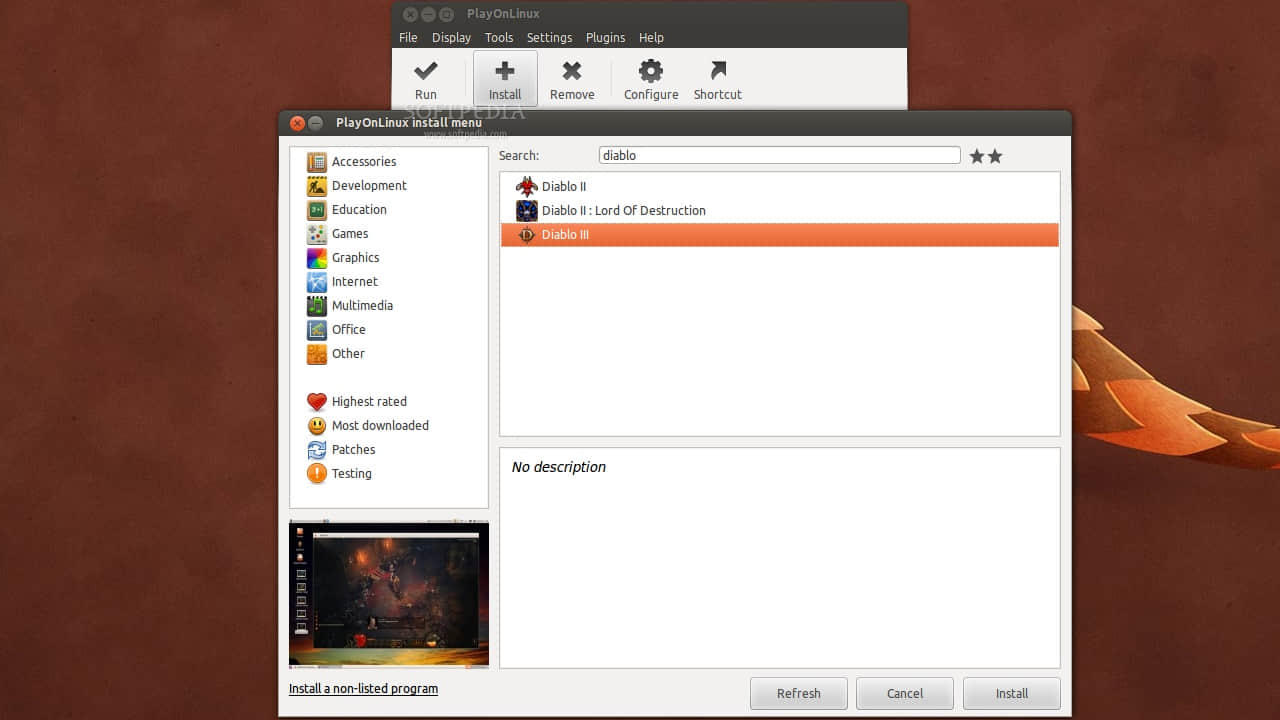 PlayOnLinux
File Display Tools Settings Plugins Help
Run Install Remove Configure Shortcut
SOFTPEDIA
PlayOnLinux install menu
www.softpedia.com
Search: diablo
Accessories
Development
Education
Games
Graphics
Internet
Multimedia
Office
Other
Highest rated
Most downloaded
Patches
Testing
Diablo II
Diablo II : Lord Of Destruction
Diablo III
No description
Install a non-listed program
Refresh Cancel Install